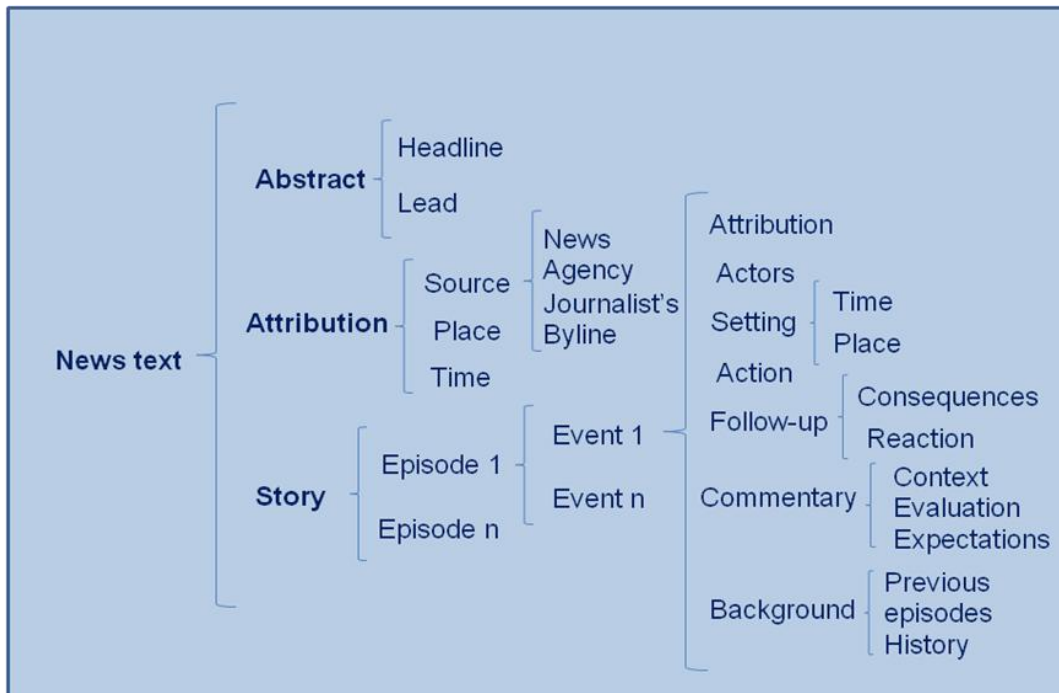 News text
Abstract
Headline
Lead
Attribution
Source
News
Agency
Journalist's
Byline
Place
Time
Story
Episode 1
Event 1
Attribution
Actors
Setting
Time
Place
Action
Follow-up
Consequences
Reaction
Commentary
Context
Evaluation
Expectations
Background
Previous
episodes
History
Event n
Episode n